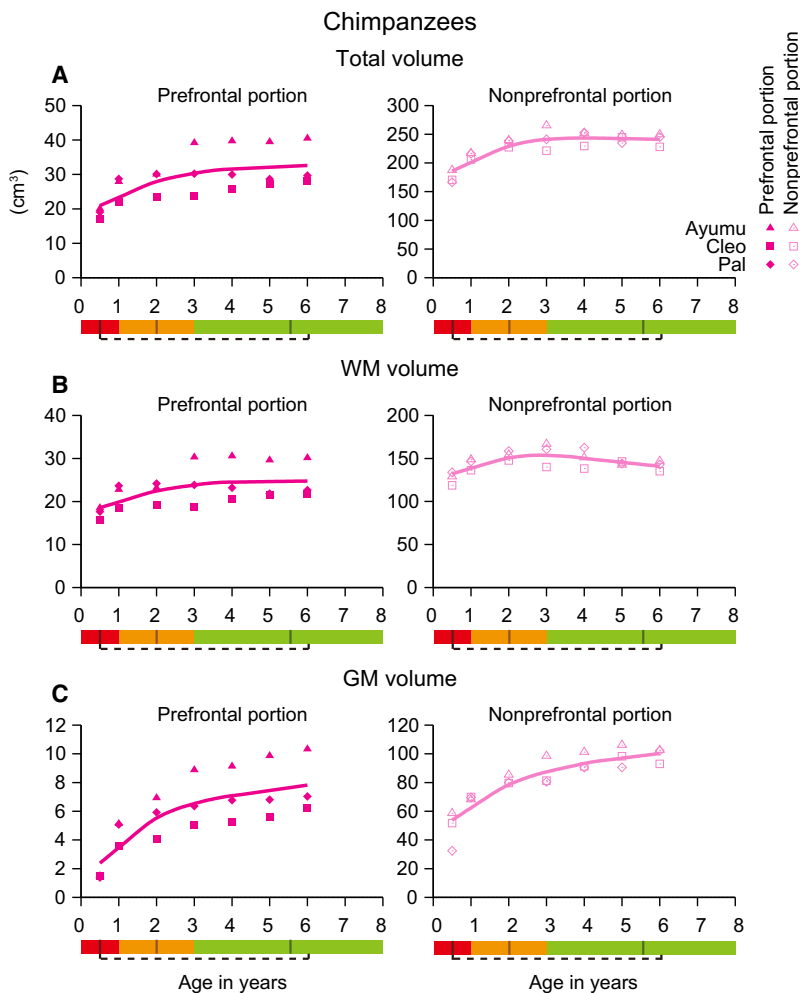 Chimpanzees
Total volume
A
Prefrontal portion
Nonprefrontal portion
(cm³)
50
40
30
20
10
0
0 1 2 3 4 5 6 7 8
300
250
200
150
100
50
0
0 1 2 3 4 5 6 7 8
Prefrontal portion
Nonprefrontal portion
Ayumu
Cleo
Pal
WM volume
B
Prefrontal portion
Nonprefrontal portion
40
30
20
10
0
0 1 2 3 4 5 6 7 8
200
150
100
50
0
0 1 2 3 4 5 6 7 8
GM volume
C
Prefrontal portion
Nonprefrontal portion
12
10
8
6
4
2
0
0 1 2 3 4 5 6 7 8
120
100
80
60
40
20
0
0 1 2 3 4 5 6 7 8
Age in years
Age in years